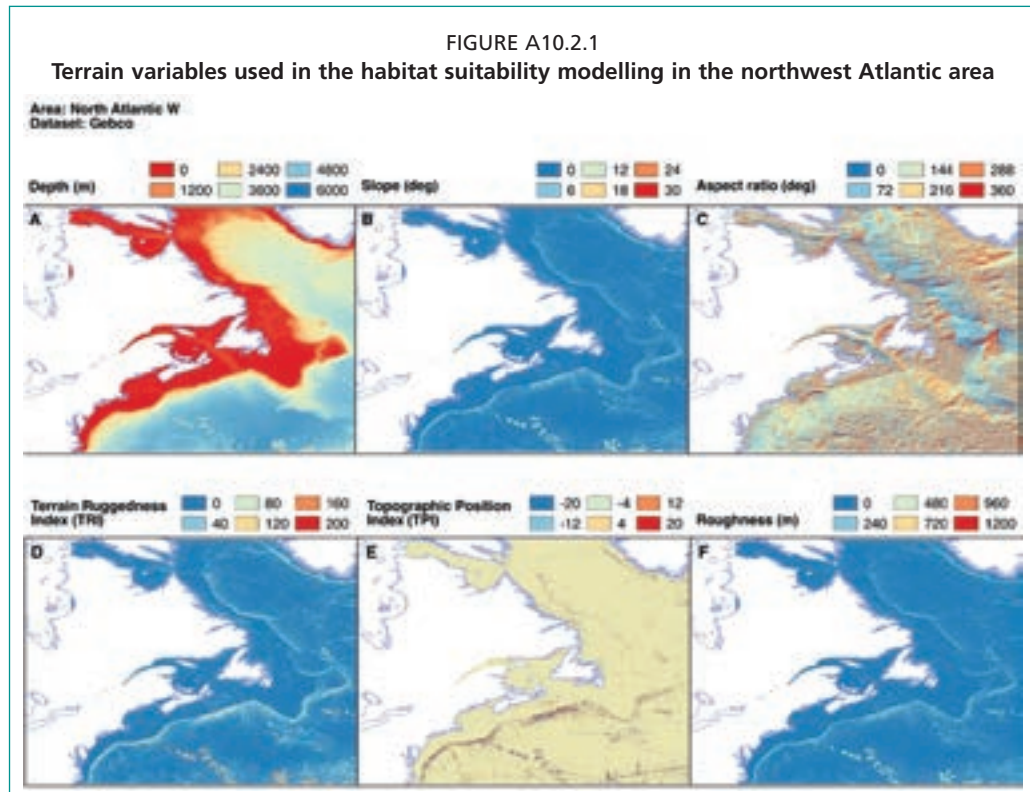 FIGURE A10.2.1
Terrain variables used in the habitat suitability modelling in the northwest Atlantic area
Area: North Atlantic W
Dataset: Gebco
Depth (m)
0 2400 4800
1200 3600 6000
Slope (deg)
0 12 24
6 18 30
Aspect ratio (deg)
0 144 288
72 216 360
A
B
C
Terrain Ruggedness
Index (TRI)
0 80 160
40 120 200
Topographic Position
Index (TPI)
-20 -4 12
-12 4 20
Roughness (m)
0 480 960
240 720 1200
D
E
F